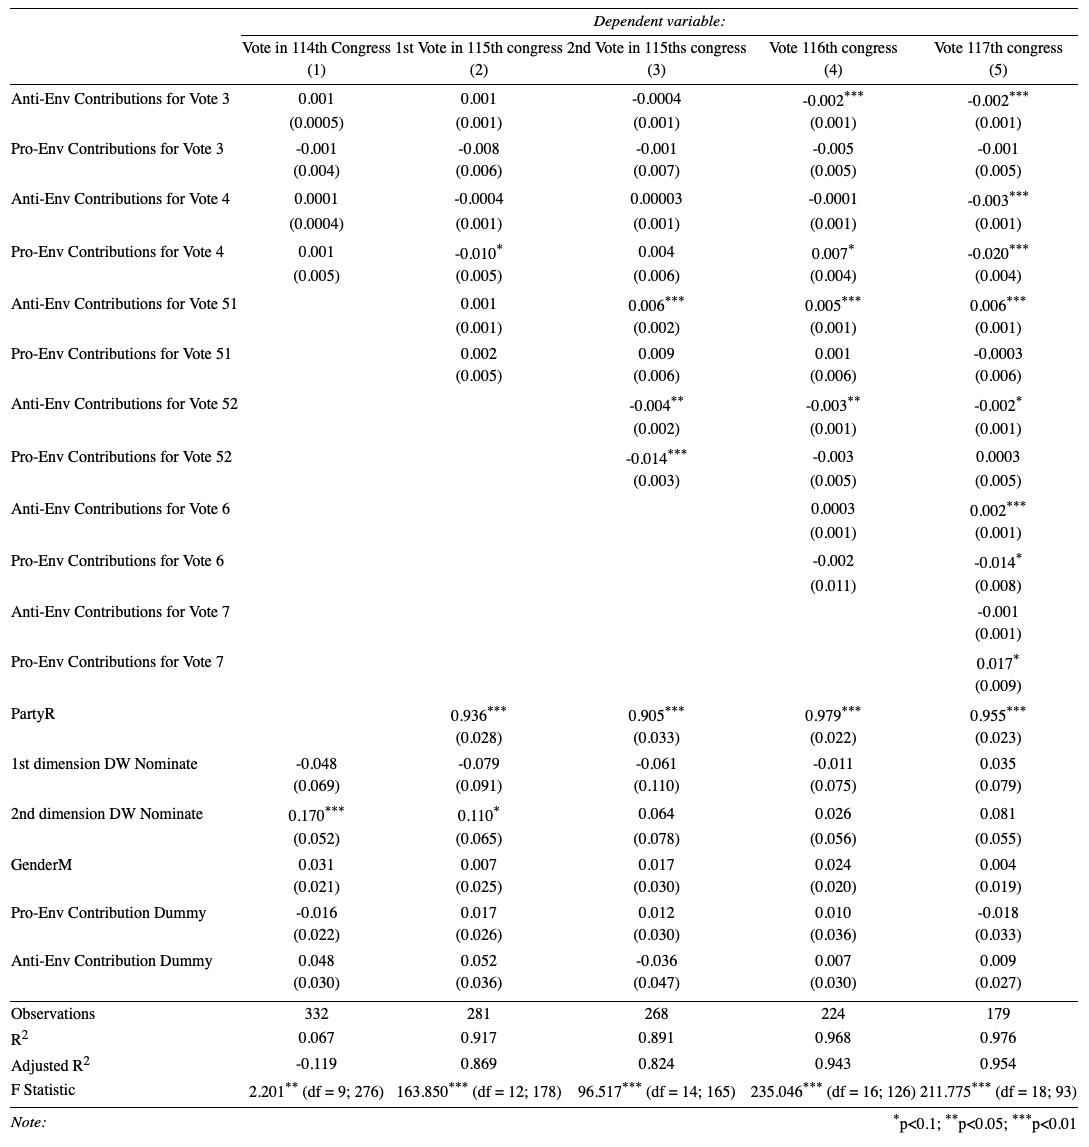 Dependent variable:
Vote in 114th Congress 1st Vote in 115th congress 2nd Vote in 115ths congress Vote 116th congress Vote 117th congress
(1) (2) (3) (4) (5)
Anti-Env Contributions for Vote 3 0.001 0.001 -0.0004 -0.002*** -0.002***
(0.0005) (0.001) (0.001) (0.001) (0.001)
Pro-Env Contributions for Vote 3 -0.001 -0.008 -0.001 -0.005 -0.001
(0.004) (0.006) (0.007) (0.005) (0.005)
Anti-Env Contributions for Vote 4 0.0001 -0.0004 0.00003 -0.0001 -0.003***
(0.0004) (0.001) (0.001) (0.001) (0.001)
Pro-Env Contributions for Vote 4 0.001 -0.010* 0.004 0.007* -0.020***
(0.005) (0.005) (0.006) (0.004) (0.004)
Anti-Env Contributions for Vote 51 0.001 0.006*** 0.005*** 0.006***
(0.001) (0.002) (0.001) (0.001)
Pro-Env Contributions for Vote 51 0.002 0.009 0.001 -0.0003
(0.005) (0.006) (0.006) (0.006)
Anti-Env Contributions for Vote 52 -0.004** -0.003** -0.002*
(0.002) (0.001) (0.001)
Pro-Env Contributions for Vote 52 -0.014*** -0.003 0.0003
(0.003) (0.005) (0.005)
Anti-Env Contributions for Vote 6 0.0003 0.002***
(0.001) (0.001)
Pro-Env Contributions for Vote 6 -0.002 -0.014*
(0.011) (0.008)
Anti-Env Contributions for Vote 7 -0.001
(0.001)
Pro-Env Contributions for Vote 7 0.017*
(0.009)
PartyR 0.936*** 0.905*** 0.979*** 0.955***
(0.028) (0.033) (0.022) (0.023)
1st dimension DW Nominate -0.048 -0.079 -0.061 -0.011 0.035
(0.069) (0.091) (0.110) (0.075) (0.079)
2nd dimension DW Nominate 0.170*** 0.110* 0.064 0.026 0.081
(0.052) (0.065) (0.078) (0.056) (0.055)
GenderM 0.031 0.007 0.017 0.024 0.004
(0.021) (0.025) (0.030) (0.020) (0.019)
Pro-Env Contribution Dummy -0.016 0.017 0.012 0.010 -0.018
(0.022) (0.026) (0.030) (0.036) (0.033)
Anti-Env Contribution Dummy 0.048 0.052 -0.036 0.007 0.009
(0.030) (0.036) (0.047) (0.030) (0.027)
Observations 332 281 268 224 179
R² 0.067 0.917 0.891 0.968 0.976
Adjusted R² -0.119 0.869 0.824 0.943 0.954
F Statistic 2.201** (df = 9; 276) 163.850*** (df = 12; 178) 96.517*** (df = 14; 165) 235.046*** (df = 16; 126) 211.775*** (df = 18; 93)
Note: *p<0.1; **p<0.05; ***p<0.01